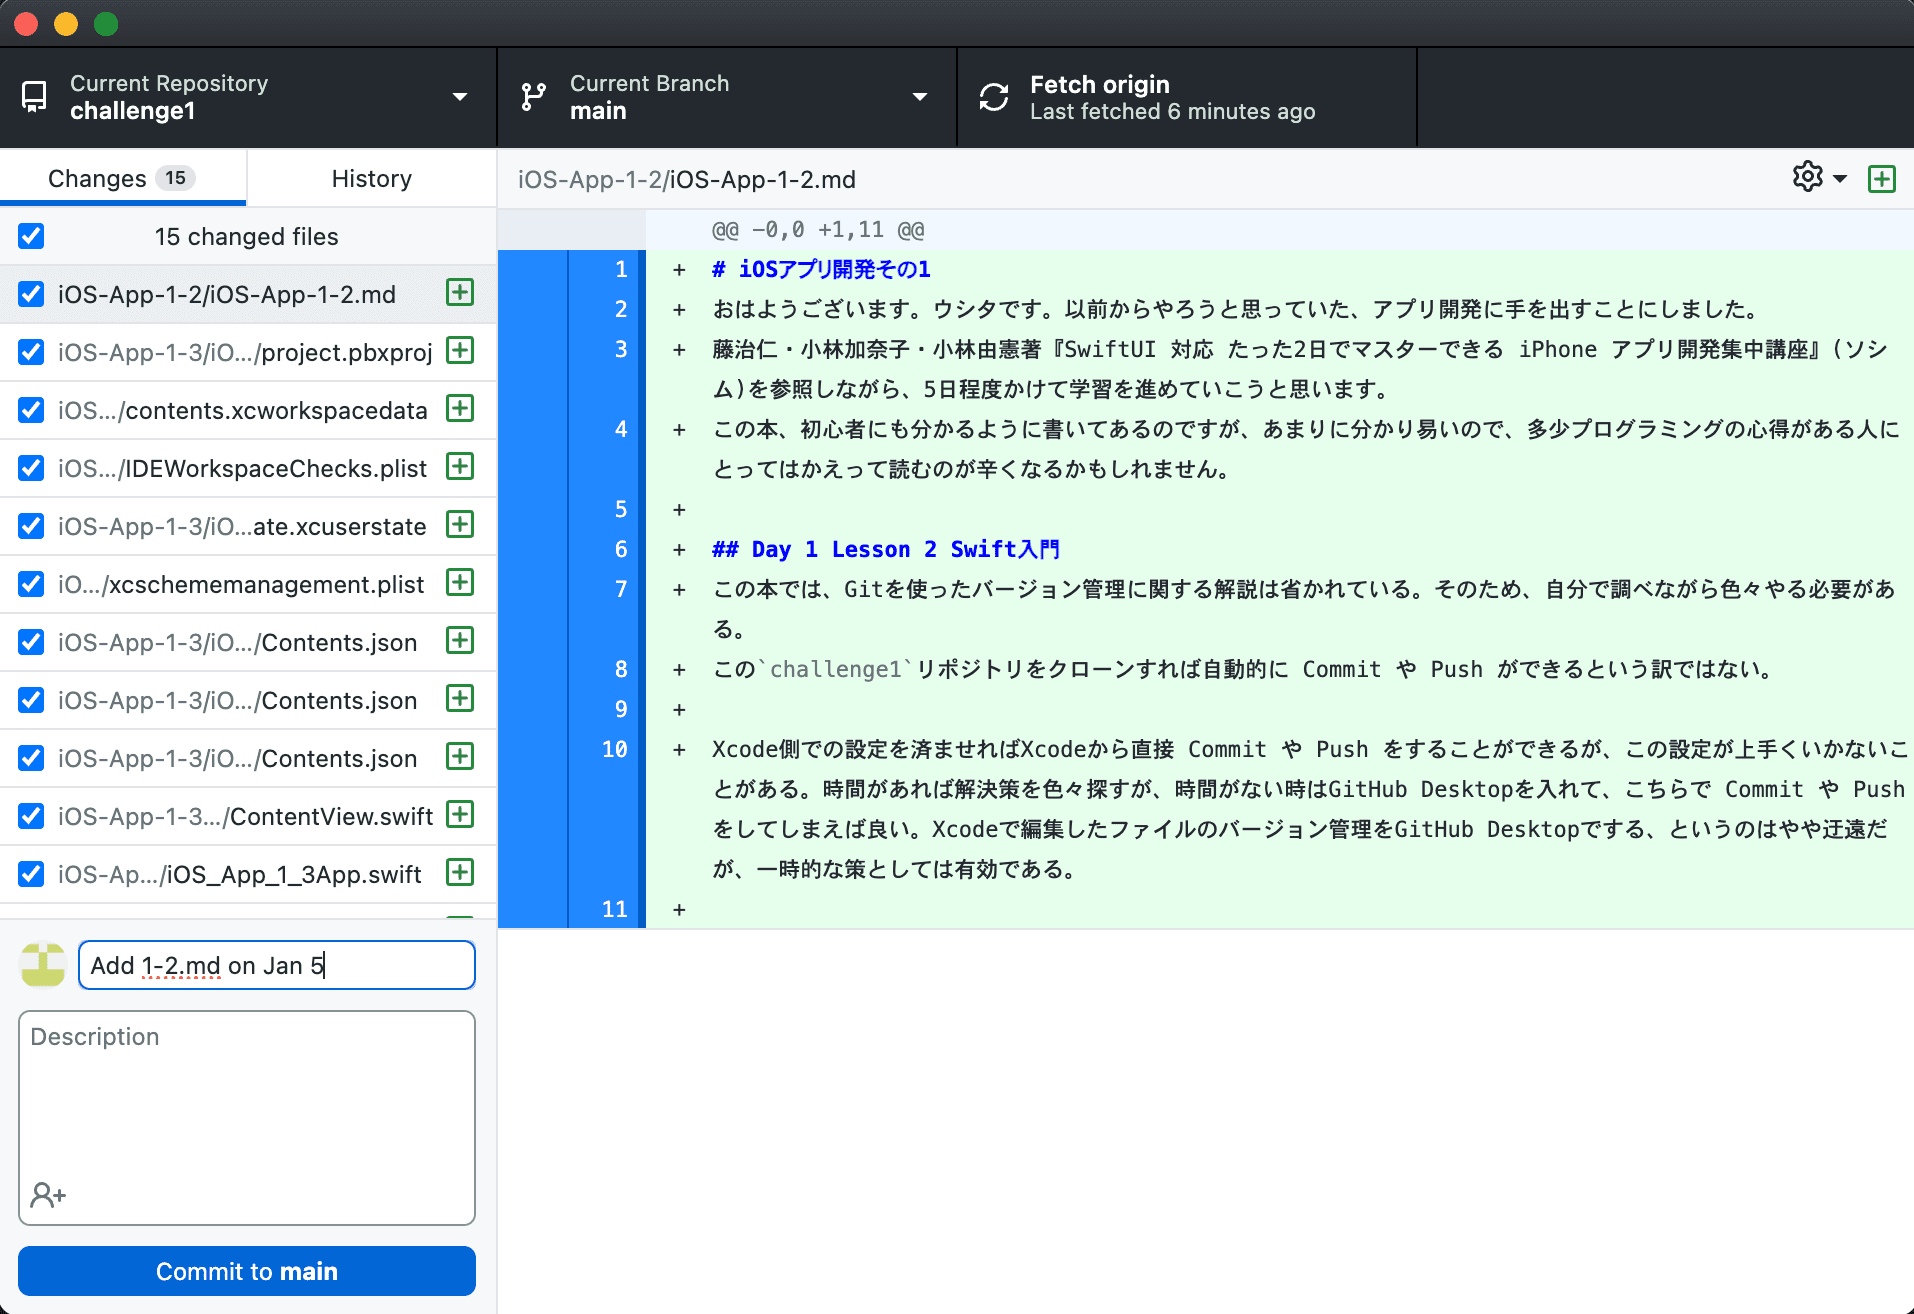 Current Repository
challenge1
Current Branch
main
Fetch origin
Last fetched 6 minutes ago
Changes 15
History
15 changed files
iOS-App-1-2/iOS-App-1-2.md
iOS-App-1-3/iO.../project.pbxproj
iOS.../contents.xcworkspacedata
iOS.../IDEWorkspaceChecks.plist
iOS-App-1-3/iO...ate.xcuserstate
iO.../xcschememanagement.plist
iOS-App-1-3/iO.../Contents.json
iOS-App-1-3/iO.../Contents.json
iOS-App-1-3/iO.../Contents.json
iOS-App-1-3.../ContentView.swift
iOS-Ap.../iOS_App_1_3App.swift
Add 1-2.md on Jan 5
Description
Commit to main
iOS-App-1-2/iOS-App-1-2.md
@@ -0,0 +1,11 @@
1 + # iOSアプリ開発その1
2 + おはようございます。ウシタです。以前からやろうと思っていた、アプリ開発に手を出すことにしました。
3 + 藤治仁・小林加奈子・小林由憲著『SwiftUI 対応 たった2日でマスターできる iPhone アプリ開発集中講座』(ソシ
ム)を参照しながら、5日程度かけて学習を進めていこうと思います。
4 + この本、初心者にも分かるように書いてあるのですが、あまりに分かり易いので、多少プログラミングの心得がある人に
とってはかえって読むのが辛くなるかもしれません。
5 +
6 + ## Day 1 Lesson 2 Swift入門
7 + この本では、Gitを使ったバージョン管理に関する解説は省かれている。そのため、自分で調べながら色々やる必要があ
る。
8 + この`challenge1`リポジトリをクローンすれば自動的に Commit や Push ができるという訳ではない。
9 +
10 + Xcode側での設定を済ませればXcodeから直接 Commit や Push をすることができるが、この設定が上手くいかないこ
とがある。時間があれば解決策を色々探すが、時間がない時はGitHub Desktopを入れて、こちらで Commit や Push
をしてしまえば良い。Xcodeで編集したファイルのバージョン管理をGitHub Desktopでする、というのはやや迂遠だ
が、一時的な策としては有効である。
11 +